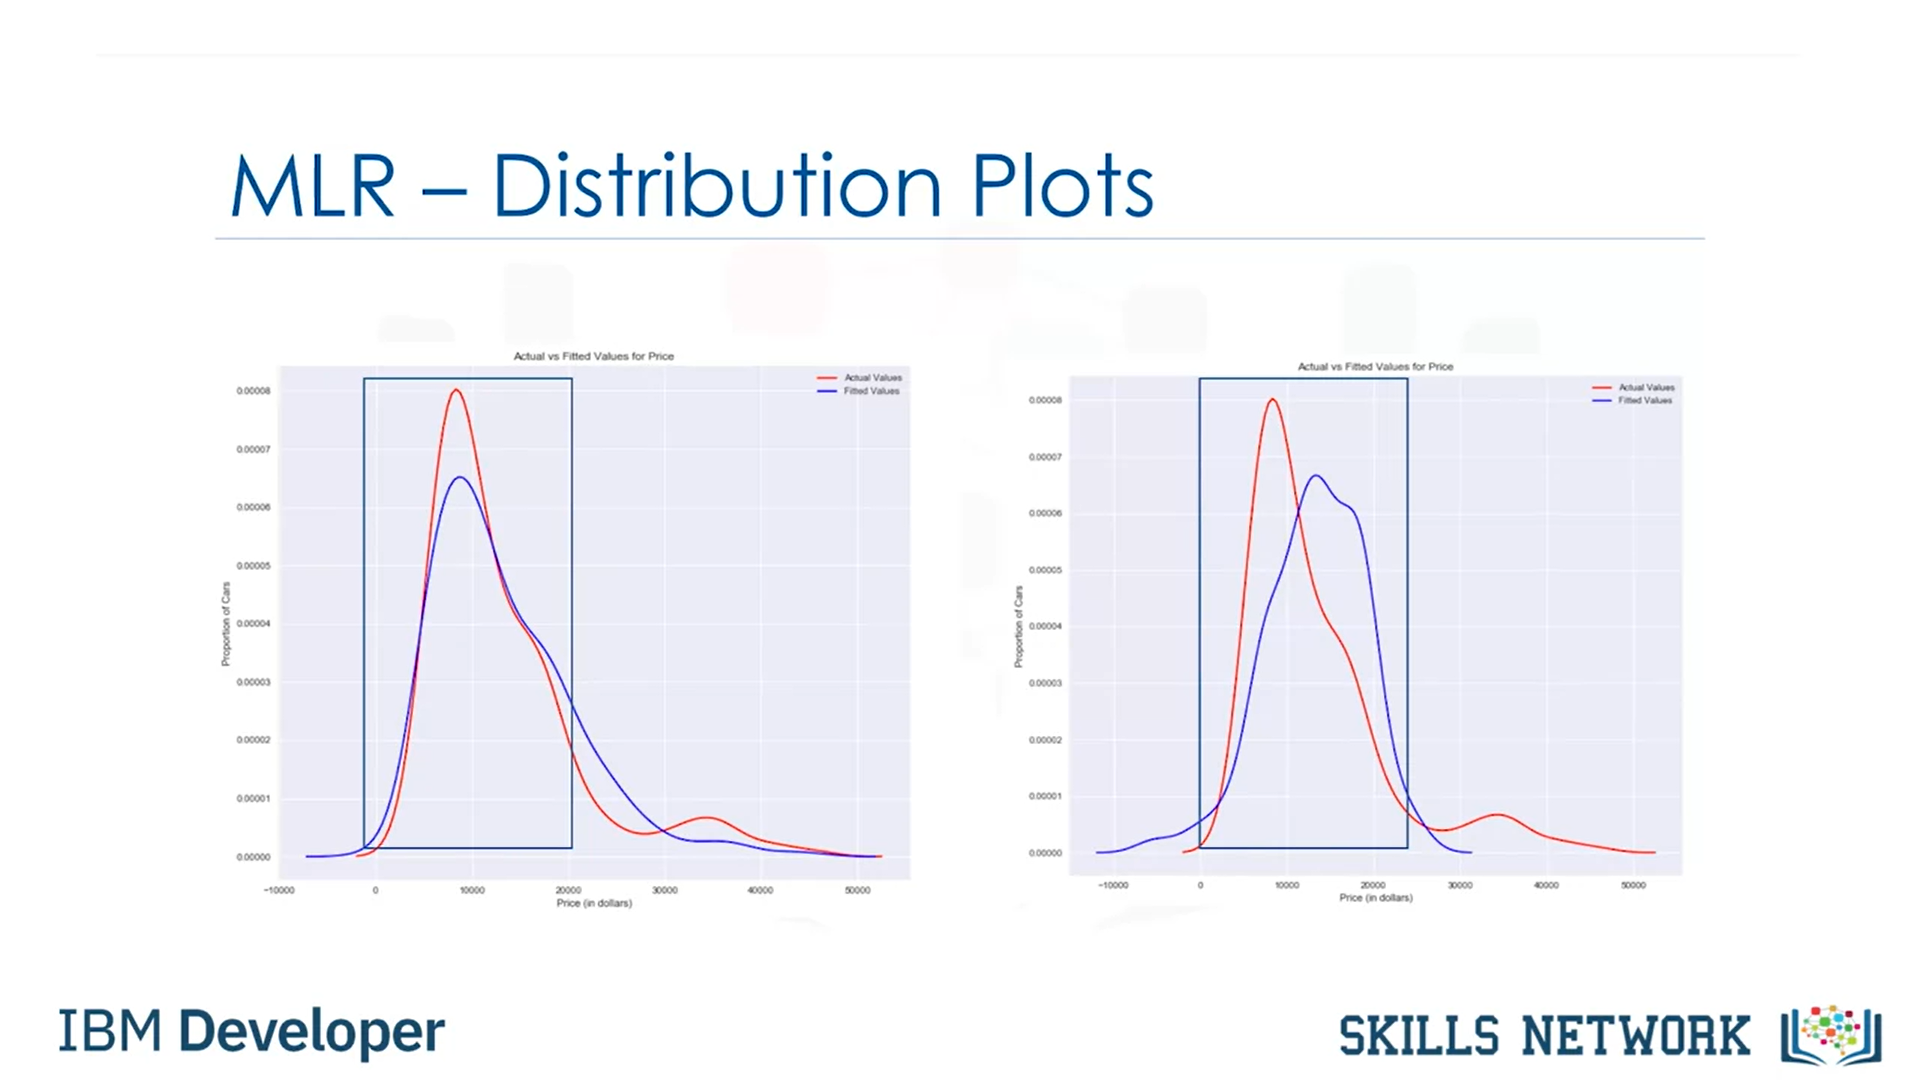 MLR – Distribution Plots
Actual vs Fitted Values for Price
Actual Values
Fitted Values
Proportion of Cars
0.00008
0.00007
0.00006
0.00005
0.00004
0.00003
0.00002
0.00001
0.00000
−10000 0 10000 20000 30000 40000 50000
Price (in dollars)
Actual vs Fitted Values for Price
Actual Values
Fitted Values
Proportion of Cars
0.00008
0.00007
0.00006
0.00005
0.00004
0.00003
0.00002
0.00001
0.00000
−10000 0 10000 20000 30000 40000 50000
Price (in dollars)
IBM Developer
SKILLS NETWORK